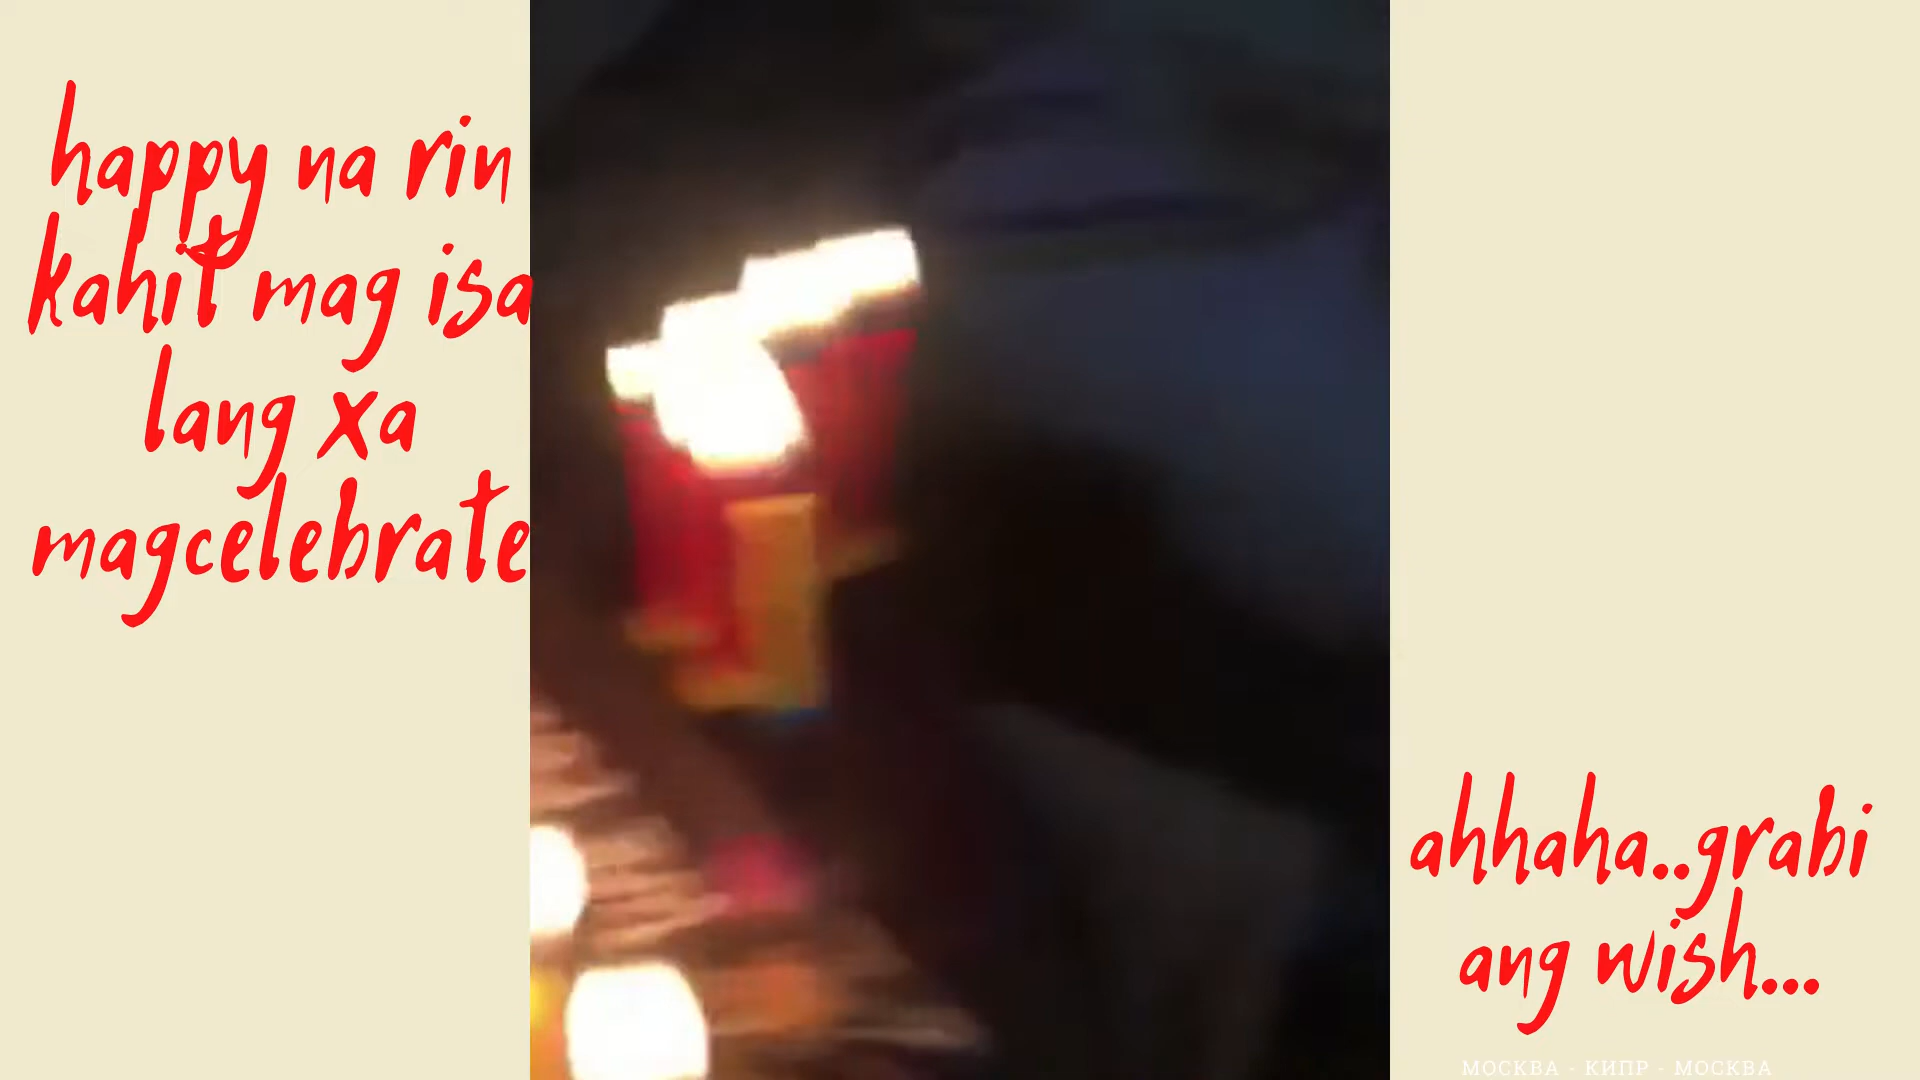 happy na rin
kahit mag isa
lang xa
magcelebrate
ahhaha..grabi
ang wish...
МОСКВА - КИПР - МОСКВА